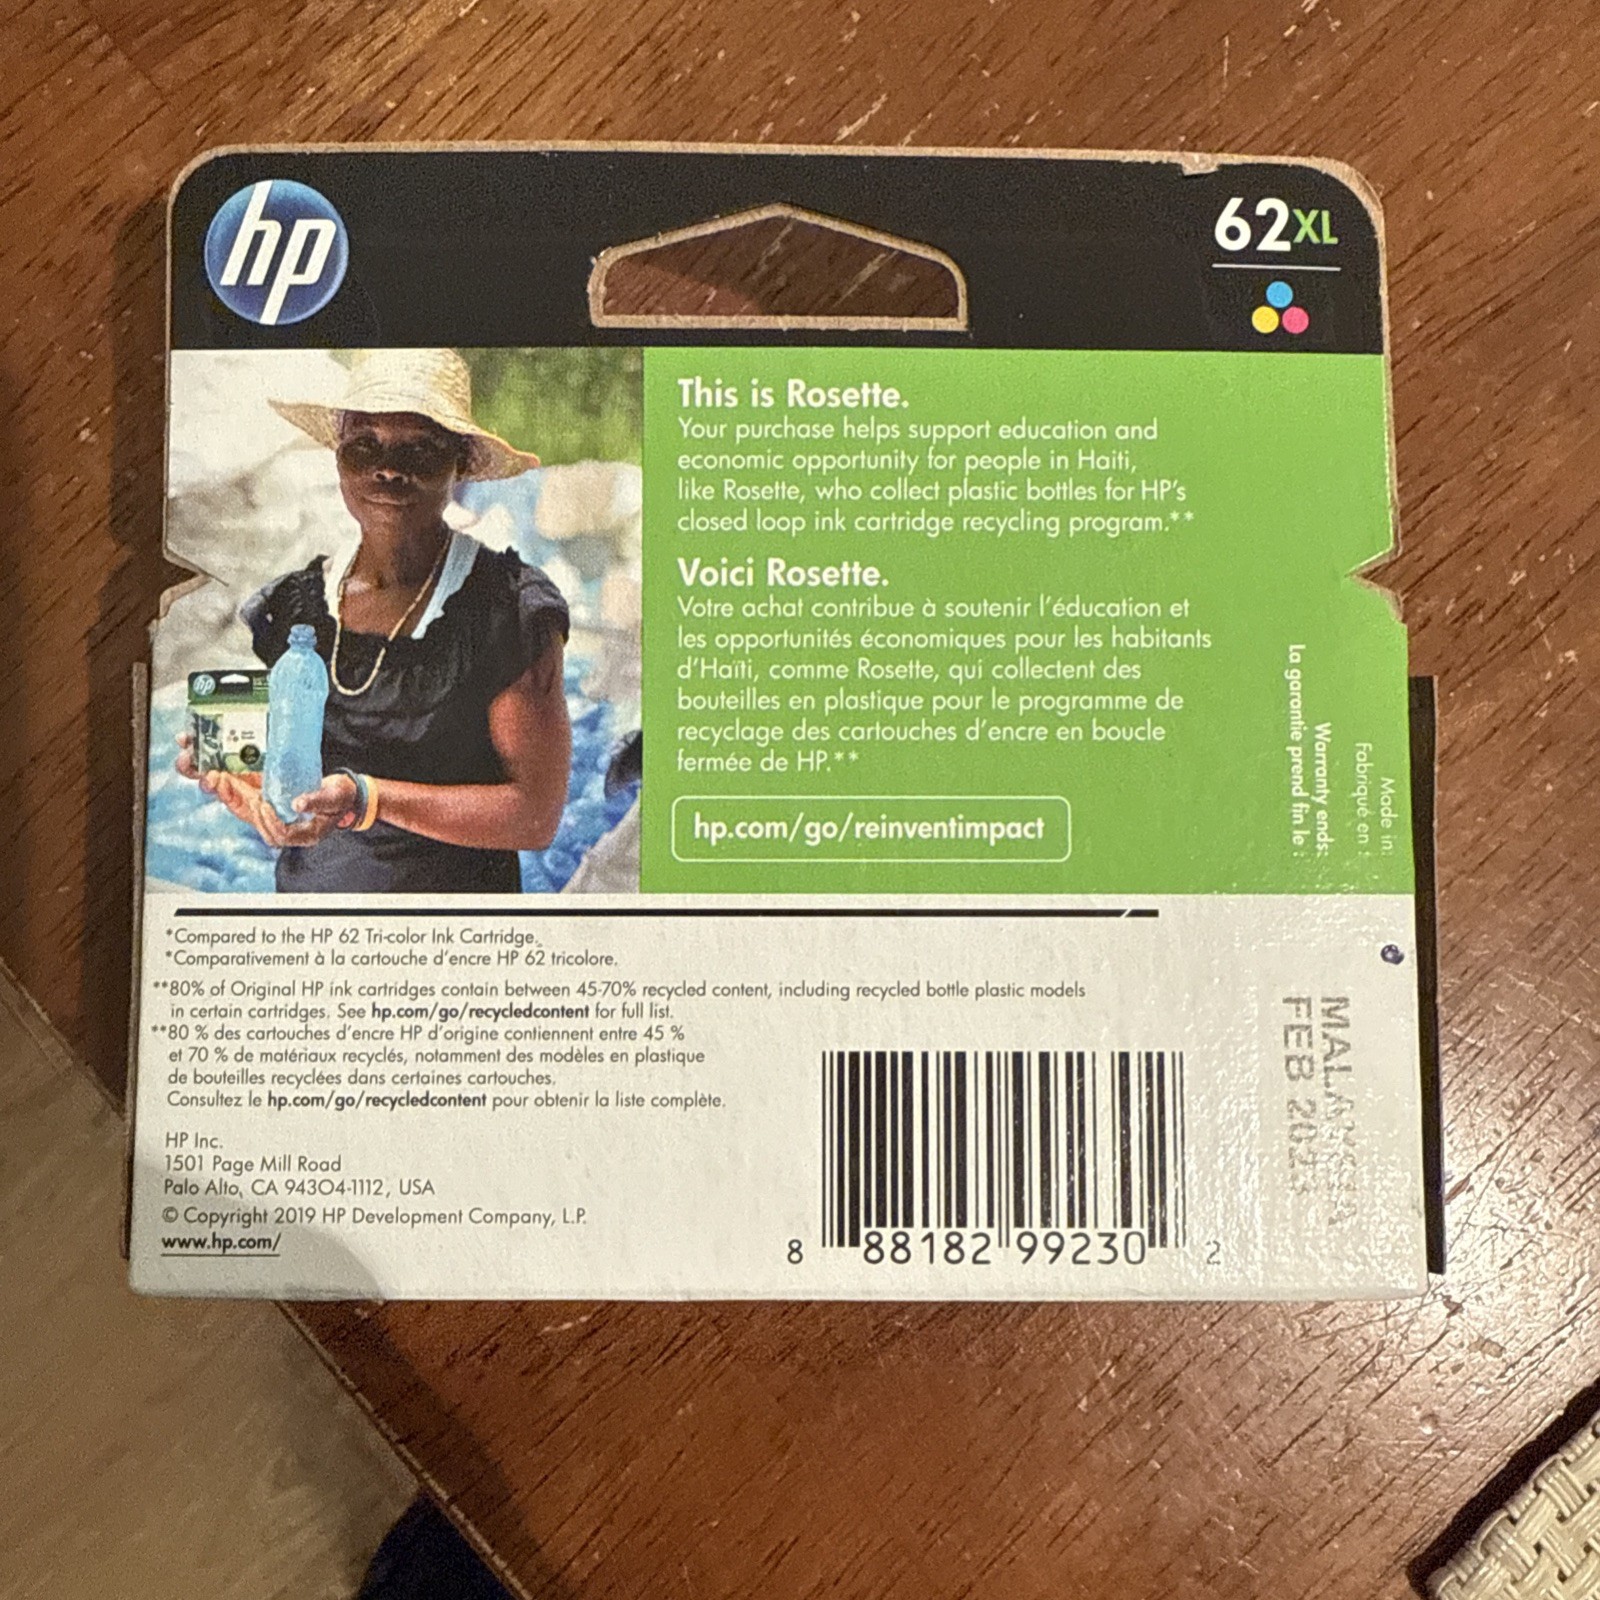 hp
62XL
This is Rosette.
Your purchase helps support education and
economic opportunity for people in Haiti,
like Rosette, who collect plastic bottles for HP's
closed loop ink cartridge recycling program.**
Voici Rosette.
Votre achat contribue à soutenir l'éducation et
les opportunités économiques pour les habitants
d'Haïti, comme Rosette, qui collectent des
bouteilles en plastique pour le programme de
recyclage des cartouches d'encre en boucle
fermée de HP.**
hp.com/go/reinventimpact
Made in:
Fabriqué en :
Warranty ends:
La garantie prend fin le :
MALAYSIA
FEB 2023
*Compared to the HP 62 Tri-color Ink Cartridge.
*Comparativement à la cartouche d'encre HP 62 tricolore.
**80% of Original HP ink cartridges contain between 45-70% recycled content, including recycled bottle plastic models
in certain cartridges. See hp.com/go/recycledcontent for full list.
**80 % des cartouches d'encre HP d'origine contiennent entre 45 %
et 70 % de matériaux recyclés, notamment des modèles en plastique
de bouteilles recyclées dans certaines cartouches.
Consultez le hp.com/go/recycledcontent pour obtenir la liste complète.
HP Inc.
1501 Page Mill Road
Palo Alto, CA 94304-1112, USA
© Copyright 2019 HP Development Company, L.P.
www.hp.com/
8 88182 99230 2